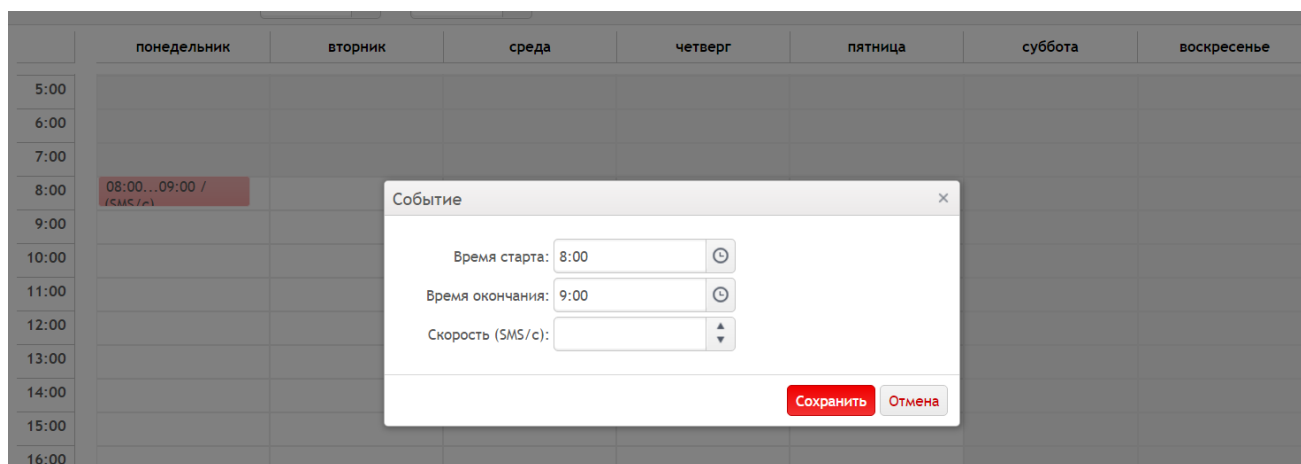 понедельник вторник среда четверг пятница суббота воскресенье
5:00
6:00
7:00
8:00
08:00...09:00 /
(SMS/c)
Событие
9:00
Время старта: 8:00
10:00
Время окончания: 9:00
11:00
Скорость (SMS/c):
12:00
13:00
14:00
Сохранить Отмена
15:00
16:00